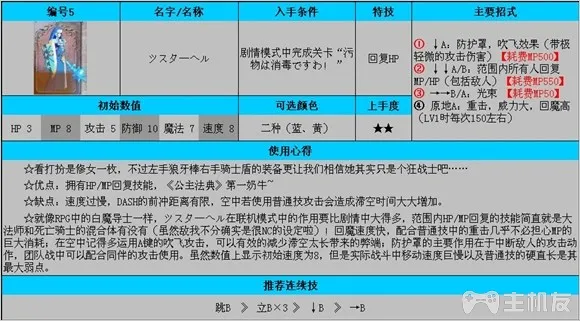 编号5 名字/名称 入手条件 特技 主要招式
ツスターヘル 剧情模式中完成关卡“污物は消毒ですわ！“ 回复HP
① ↓A: 防护罩，吹飞效果（带极轻微的攻击伤害）【耗费MP500】
② ↓↓A/B: 范围内所有人回复MP/HP（包括敌人）【耗费MP550】
③ →→B/A: 光束 【耗费MP50】
④ 原地A: 重击，威力大，回魔高（LV1时每次150左右）
初始数值 可选颜色 上手度
HP 3 MP 8 攻击 5 防御 10 魔法 7 速度 8 二种（蓝、黄） ★★
使用心得
☆看打扮是修女一枚，不过左手狼牙棒右手骑士盾的装备更让我们相信她其实只是个狂战士吧……
☆优点：拥有HP/MP回复技能，《公主法典》第一奶牛~
☆缺点：速度过慢，DASH的前冲距离有限，空中若使用普通技攻击会造成滞空时间大大增加。
☆就像RPG中的白魔导士一样，ツスターヘル在联机模式中的作用要比剧情中大得多，范围内HP/MP回复的技能简直就是大
法师和死亡骑士的混合体有没有（虽然敌我不分确实是很NC的设定啦）！回魔速度快，配合普通技中的重击几乎不必担心MP的
巨大消耗；在空中记得多运用A键的吹飞攻击，可以有效的减少滞空太长带来的弊端；防护罩的主要作用在于中断敌人的攻击动
作，团队战中可以配合同伴的攻击使用。虽然数值上显示初始速度为8，但是实际战斗中移动速度巨慢以及普通技的硬直长是其
最大弱点。
推荐连续技
跳B 》 立B×3 》 ↓B 》 →B
主机友